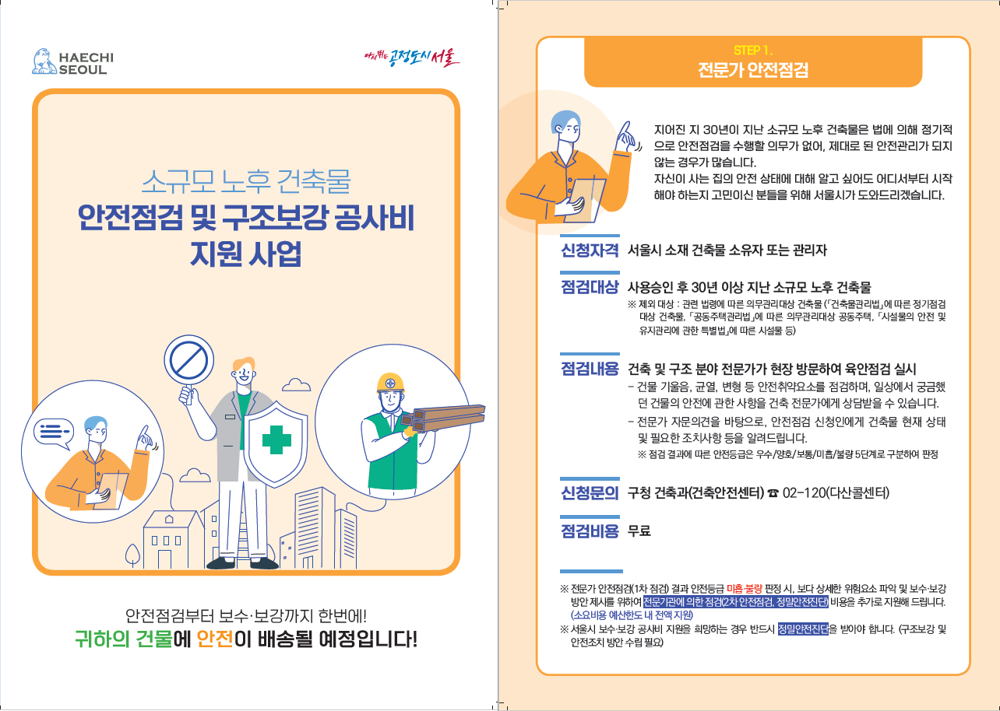 HAECHI
SEOUL
다시뛰는 공정도시 서울
소규모 노후 건축물
안전점검 및 구조보강 공사비
지원 사업
안전점검부터 보수·보강까지 한번에!
귀하의 건물에 안전이 배송될 예정입니다!
STEP 1.
전문가 안전점검
지어진 지 30년이 지난 소규모 노후 건축물은 법에 의해 정기적
으로 안전점검을 수행할 의무가 없어, 제대로 된 안전관리가 되지
않는 경우가 많습니다.
자신이 사는 집의 안전 상태에 대해 알고 싶어도 어디서부터 시작
해야 하는지 고민이신 분들을 위해 서울시가 도와드리겠습니다.
신청자격 서울시 소재 건축물 소유자 또는 관리자
점검대상 사용승인 후 30년 이상 지난 소규모 노후 건축물
※ 제외 대상 : 관련 법령에 따른 의무관리대상 건축물 (「건축물관리법」에 따른 정기점검
대상 건축물, 「공동주택관리법」에 따른 의무관리대상 공동주택, 「시설물의 안전 및
유지관리에 관한 특별법」에 따른 시설물 등)
점검내용 건축 및 구조 분야 전문가가 현장 방문하여 육안점검 실시
- 건물 기울음, 균열, 변형 등 안전취약요소를 점검하며, 일상에서 궁금했
던 건물의 안전에 관한 사항을 건축 전문가에게 상담받을 수 있습니다.
- 전문가 자문의견을 바탕으로, 안전점검 신청인에게 건축물 현재 상태
및 필요한 조치사항 등을 알려드립니다.
※ 점검 결과에 따른 안전등급은 우수/양호/보통/미흡/불량 5단계로 구분하여 판정
신청문의 구청 건축과(건축안전센터) ☎ 02-120(다산콜센터)
점검비용 무료
※ 전문가 안전점검(1차 점검) 결과 안전등급 미흡·불량 판정 시, 보다 상세한 위험요소 파악 및 보수·보강
방안 제시를 위하여 전문기관에 의한 점검(2차 안전점검, 정밀안전진단) 비용을 추가로 지원해 드립니다.
(소요비용 예산한도 내 전액 지원)
※ 서울시 보수·보강 공사비 지원을 희망하는 경우 반드시 정밀안전진단을 받아야 합니다. (구조보강 및
안전조치 방안 수립 필요)